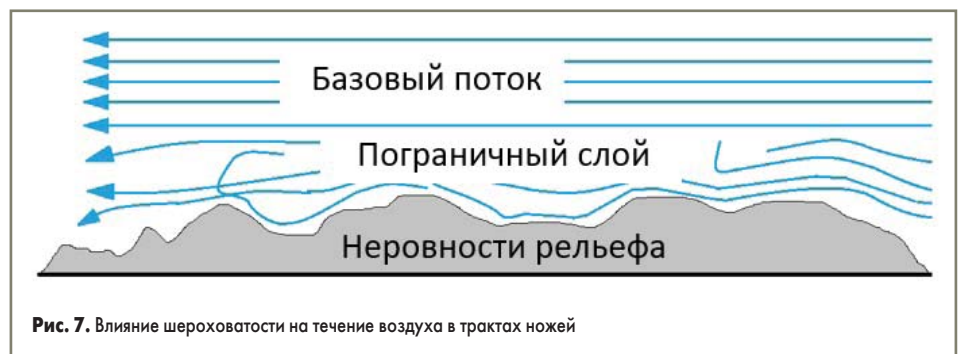 Базовый поток
Пограничный слой
Неровности рельефа
Рис. 7. Влияние шероховатости на течение воздуха в трактах ножей